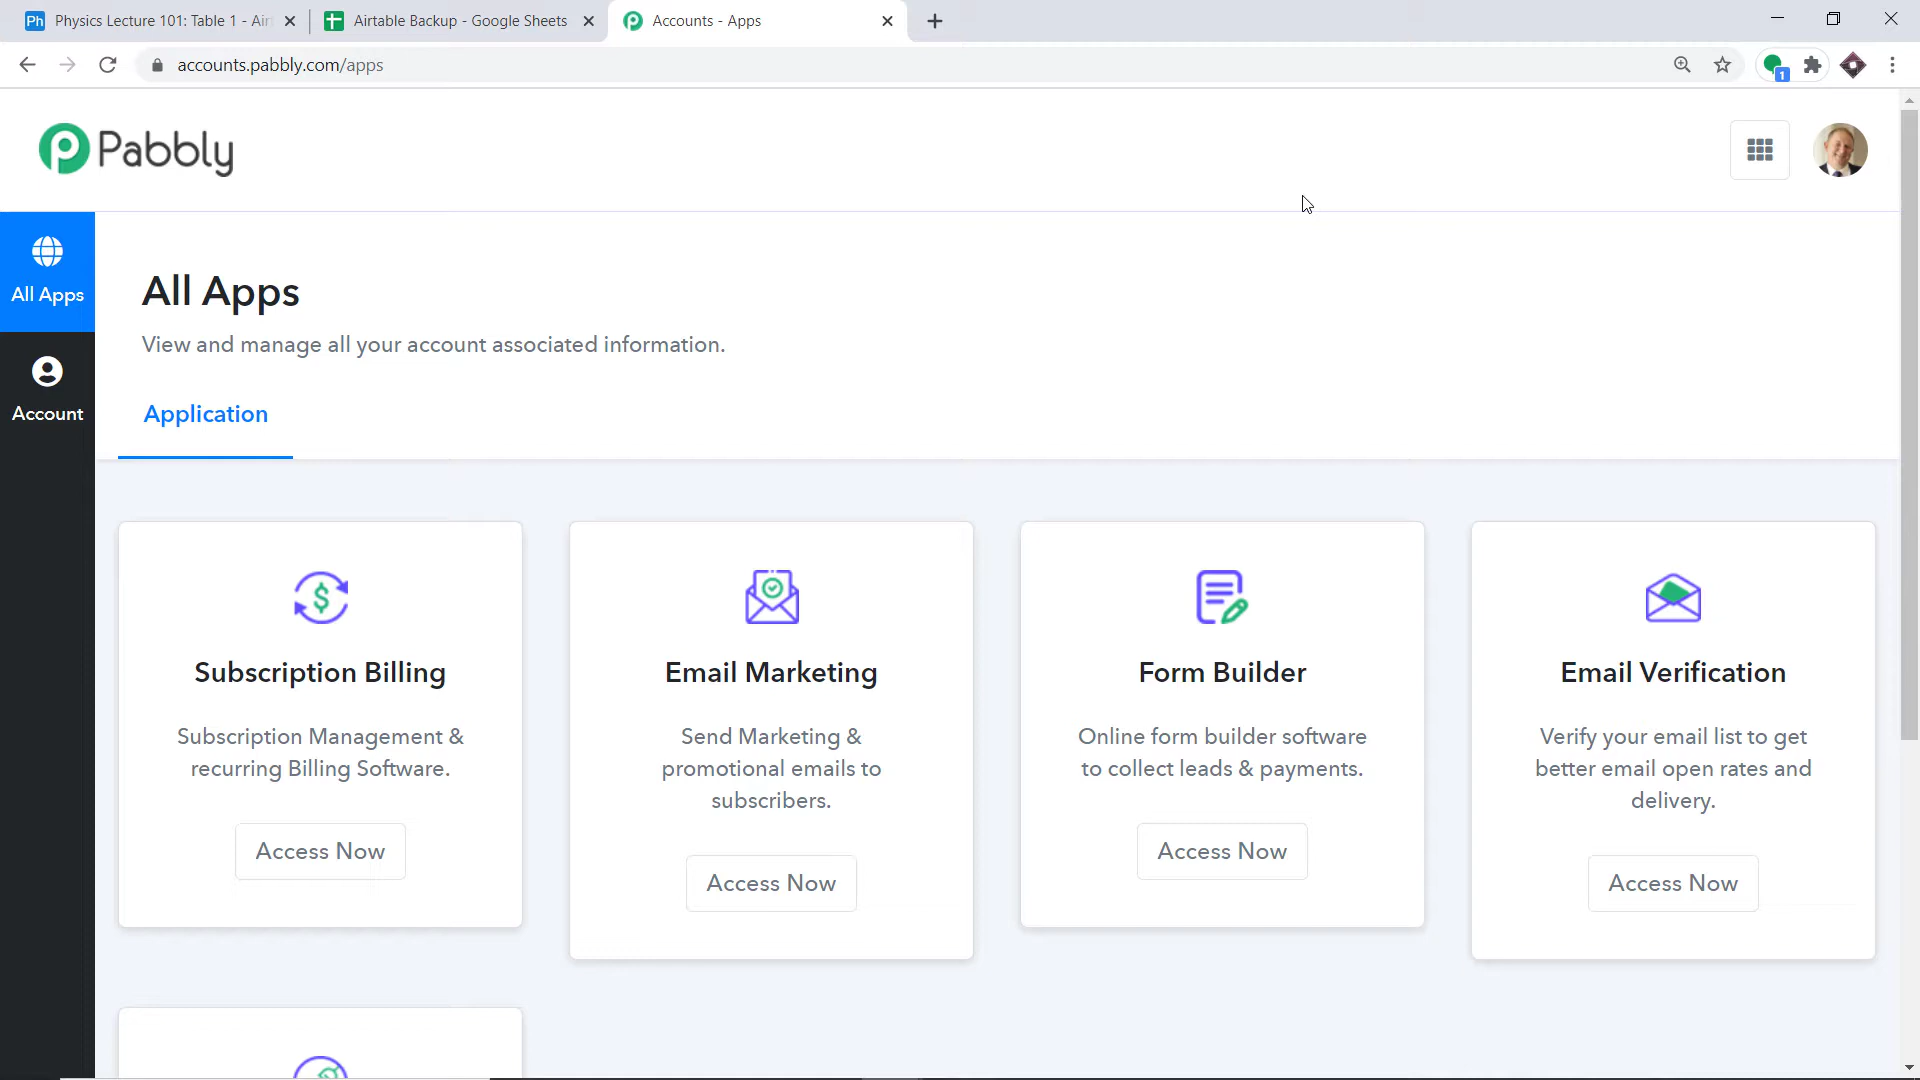 Physics Lecture 101: Table 1 - Air
Airtable Backup - Google Sheets
Accounts - Apps
accounts.pabbly.com/apps
1
Pabbly
All Apps
Account
All Apps
View and manage all your account associated information.
Application
Subscription Billing
Subscription Management &
recurring Billing Software.
Access Now
Email Marketing
Send Marketing &
promotional emails to
subscribers.
Access Now
Form Builder
Online form builder software
to collect leads & payments.
Access Now
Email Verification
Verify your email list to get
better email open rates and
delivery.
Access Now